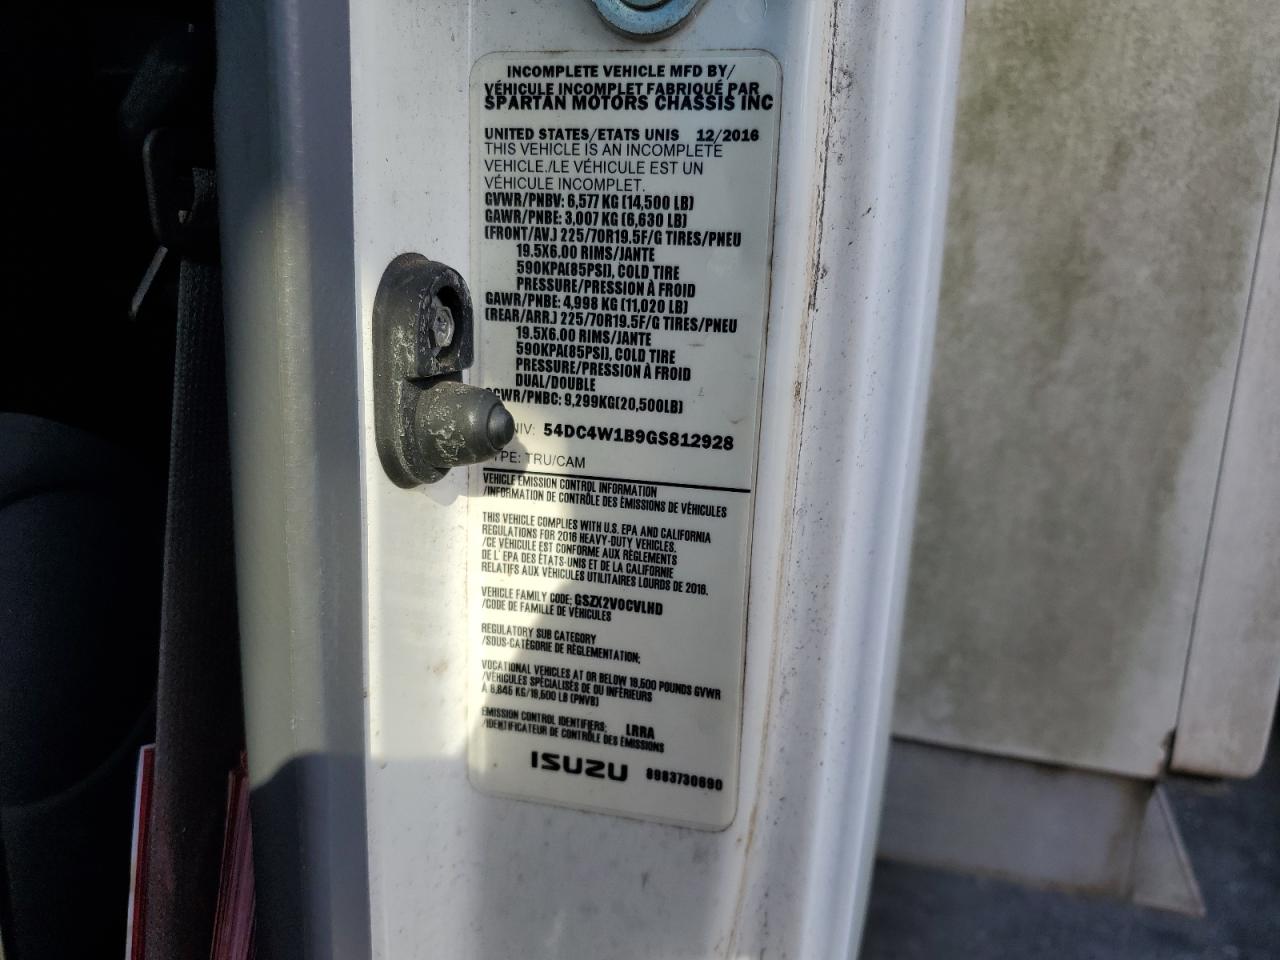 INCOMPLETE VEHICLE MFD BY/
VÉHICULE INCOMPLET FABRIQUÉ PAR
SPARTAN MOTORS CHASSIS INC
UNITED STATES/ETATS UNIS 12/2016
THIS VEHICLE IS AN INCOMPLETE
VEHICLE./LE VÉHICULE EST UN
VÉHICULE INCOMPLET.
GVWR/PNBV: 6,577 KG (14,500 LB)
GAWR/PNBE: 3,007 KG (6,630 LB)
(FRONT/AV.) 225/70R19.5F/G TIRES/PNEU
19.5X6.00 RIMS/JANTE
590KPA(85PSI), COLD TIRE
PRESSURE/PRESSION À FROID
GAWR/PNBE: 4,998 KG (11,020 LB)
(REAR/ARR.) 225/70R19.5F/G TIRES/PNEU
19.5X6.00 RIMS/JANTE
590KPA(85PSI), COLD TIRE
PRESSURE/PRESSION À FROID
DUAL/DOUBLE
GCWR/PNBC: 9,299KG(20,500LB)
NIV: 54DC4W1B9GS812928
TYPE: TRU/CAM
VEHICLE EMISSION CONTROL INFORMATION
/INFORMATION DE CONTRÔLE DES ÉMISSIONS DE VÉHICULES
THIS VEHICLE COMPLIES WITH U.S. EPA AND CALIFORNIA
REGULATIONS FOR 2016 HEAVY-DUTY VEHICLES.
/CE VÉHICULE EST CONFORME AUX RÈGLEMENTS
DE L' EPA DES ÉTATS-UNIS ET DE LA CALIFORNIE
RELATIFS AUX VÉHICULES UTILITAIRES LOURDS DE 2016.
VEHICLE FAMILY CODE: GSZX2VOCVLHD
/CODE DE FAMILLE DE VÉHICULES
REGULATORY SUB CATEGORY
/SOUS-CATÉGORIE DE RÉGLEMENTATION:
VOCATIONAL VEHICLES AT OR BELOW 19,500 POUNDS GVWR
/VÉHICULES SPÉCIALISÉS DE OU INFÉRIEURS
À 8,845 KG/19,500 LB (PNVB)
EMISSION CONTROL IDENTIFIERS: LRRA
/IDENTIFICATEUR DE CONTRÔLE DES ÉMISSIONS
ISUZU 8983730690